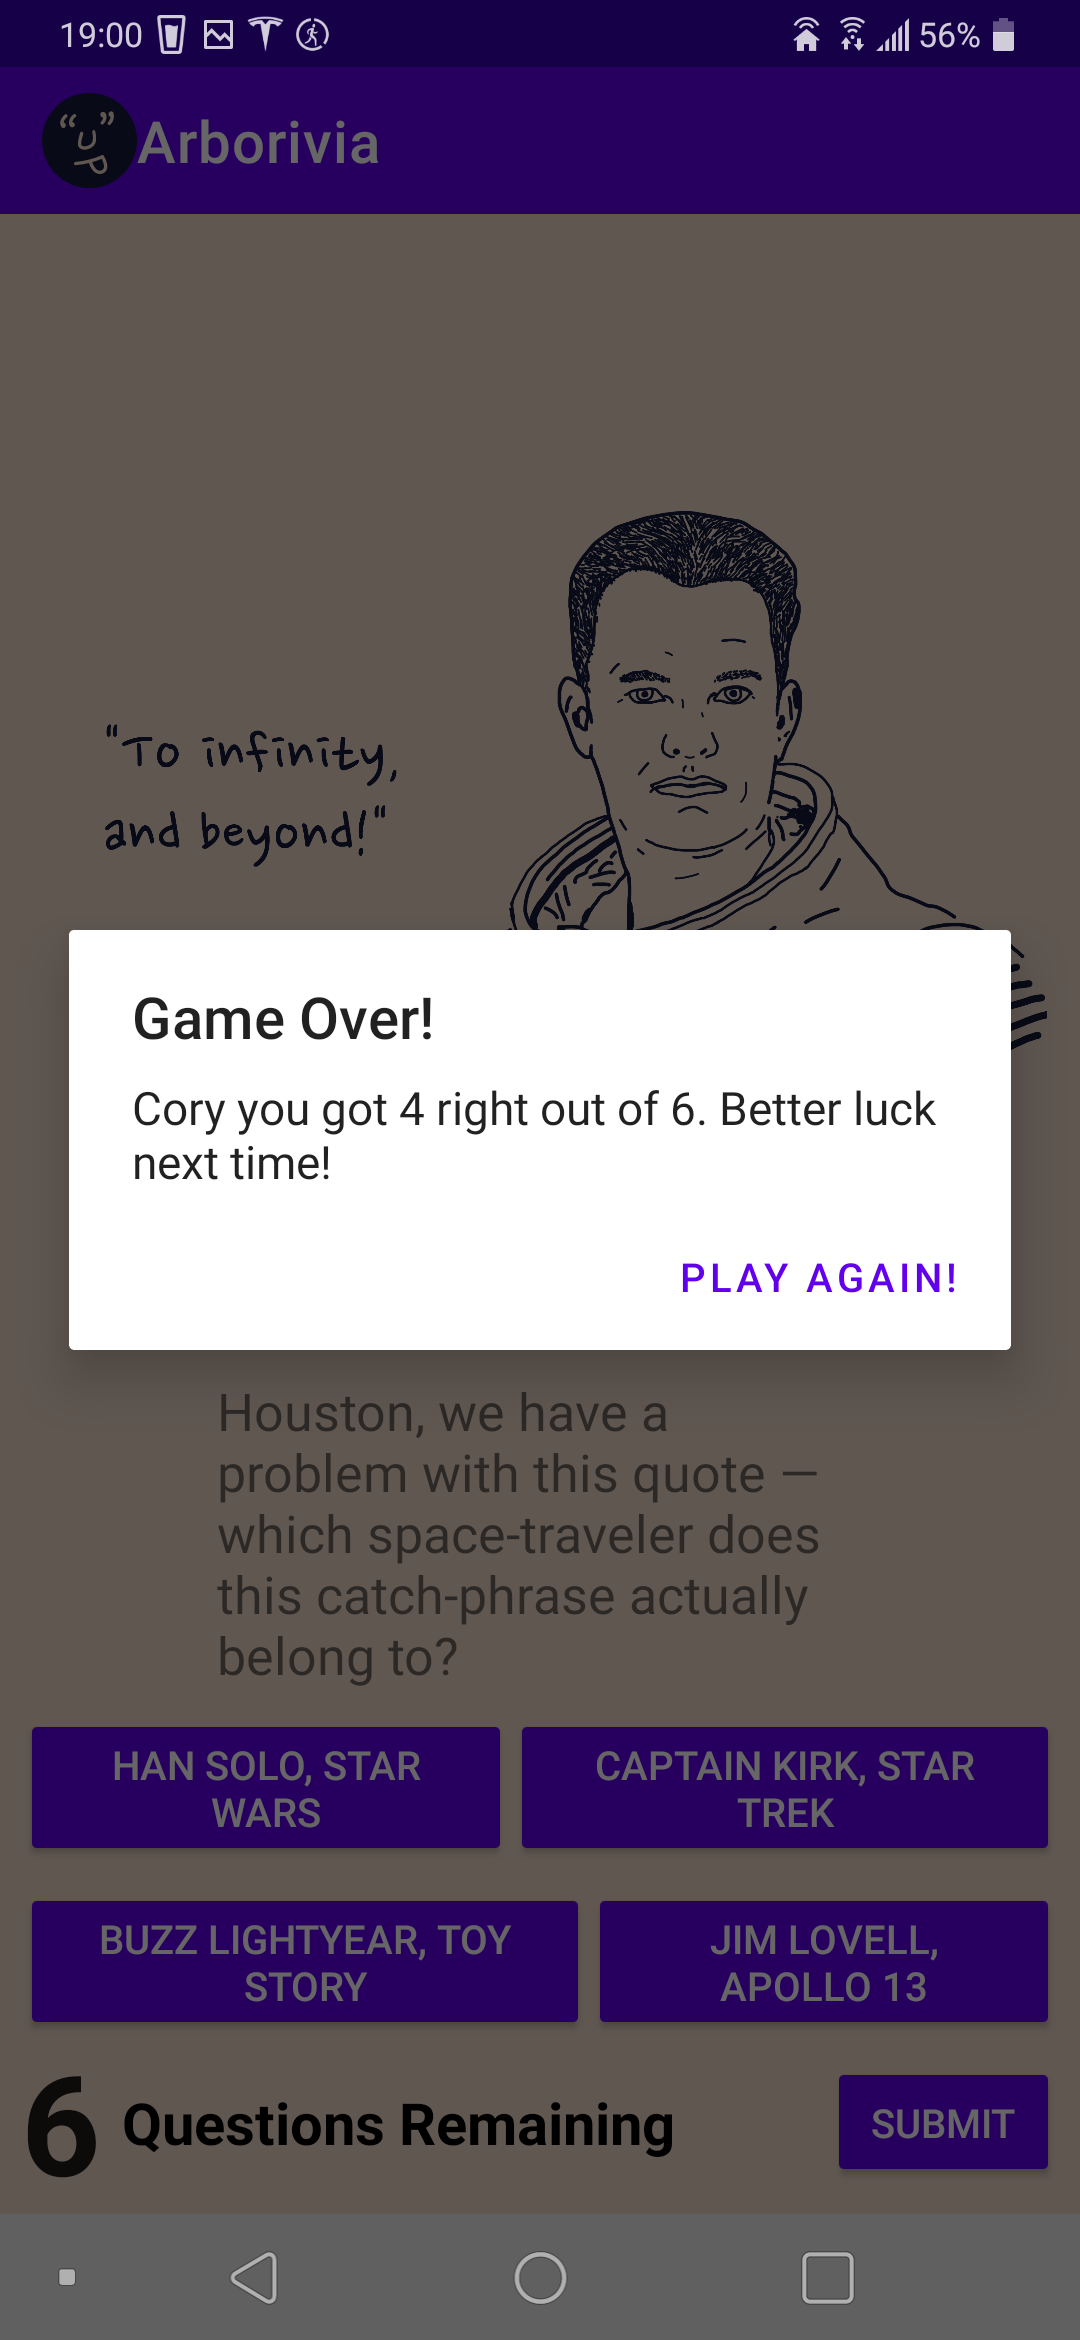 19:00
56%
Arborivia
"To infinity,
and beyond!"
Game Over!
Cory you got 4 right out of 6. Better luck
next time!
PLAY AGAIN!
Houston, we have a
problem with this quote —
which space-traveler does
this catch-phrase actually
belong to?
HAN SOLO, STAR
WARS
CAPTAIN KIRK, STAR
TREK
BUZZ LIGHTYEAR, TOY
STORY
JIM LOVELL,
APOLLO 13
6 Questions Remaining
SUBMIT